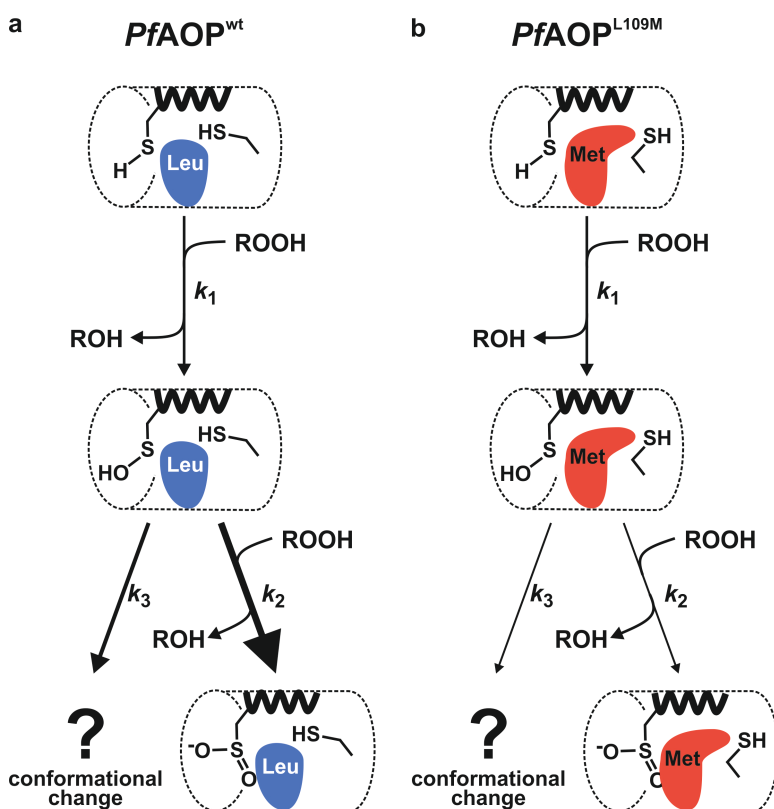 a
PfAOPwt
HS
S
H
Leu
ROOH
k1
ROH
HS
S
HO
Leu
ROOH
k3
k2
ROH
?
conformational
change
HS
-O
S
O
Leu
b
PfAOPL109M
SH
S
H
Met
ROOH
k1
ROH
SH
S
HO
Met
ROOH
k3
k2
ROH
?
conformational
change
SH
-O
S
O
Met